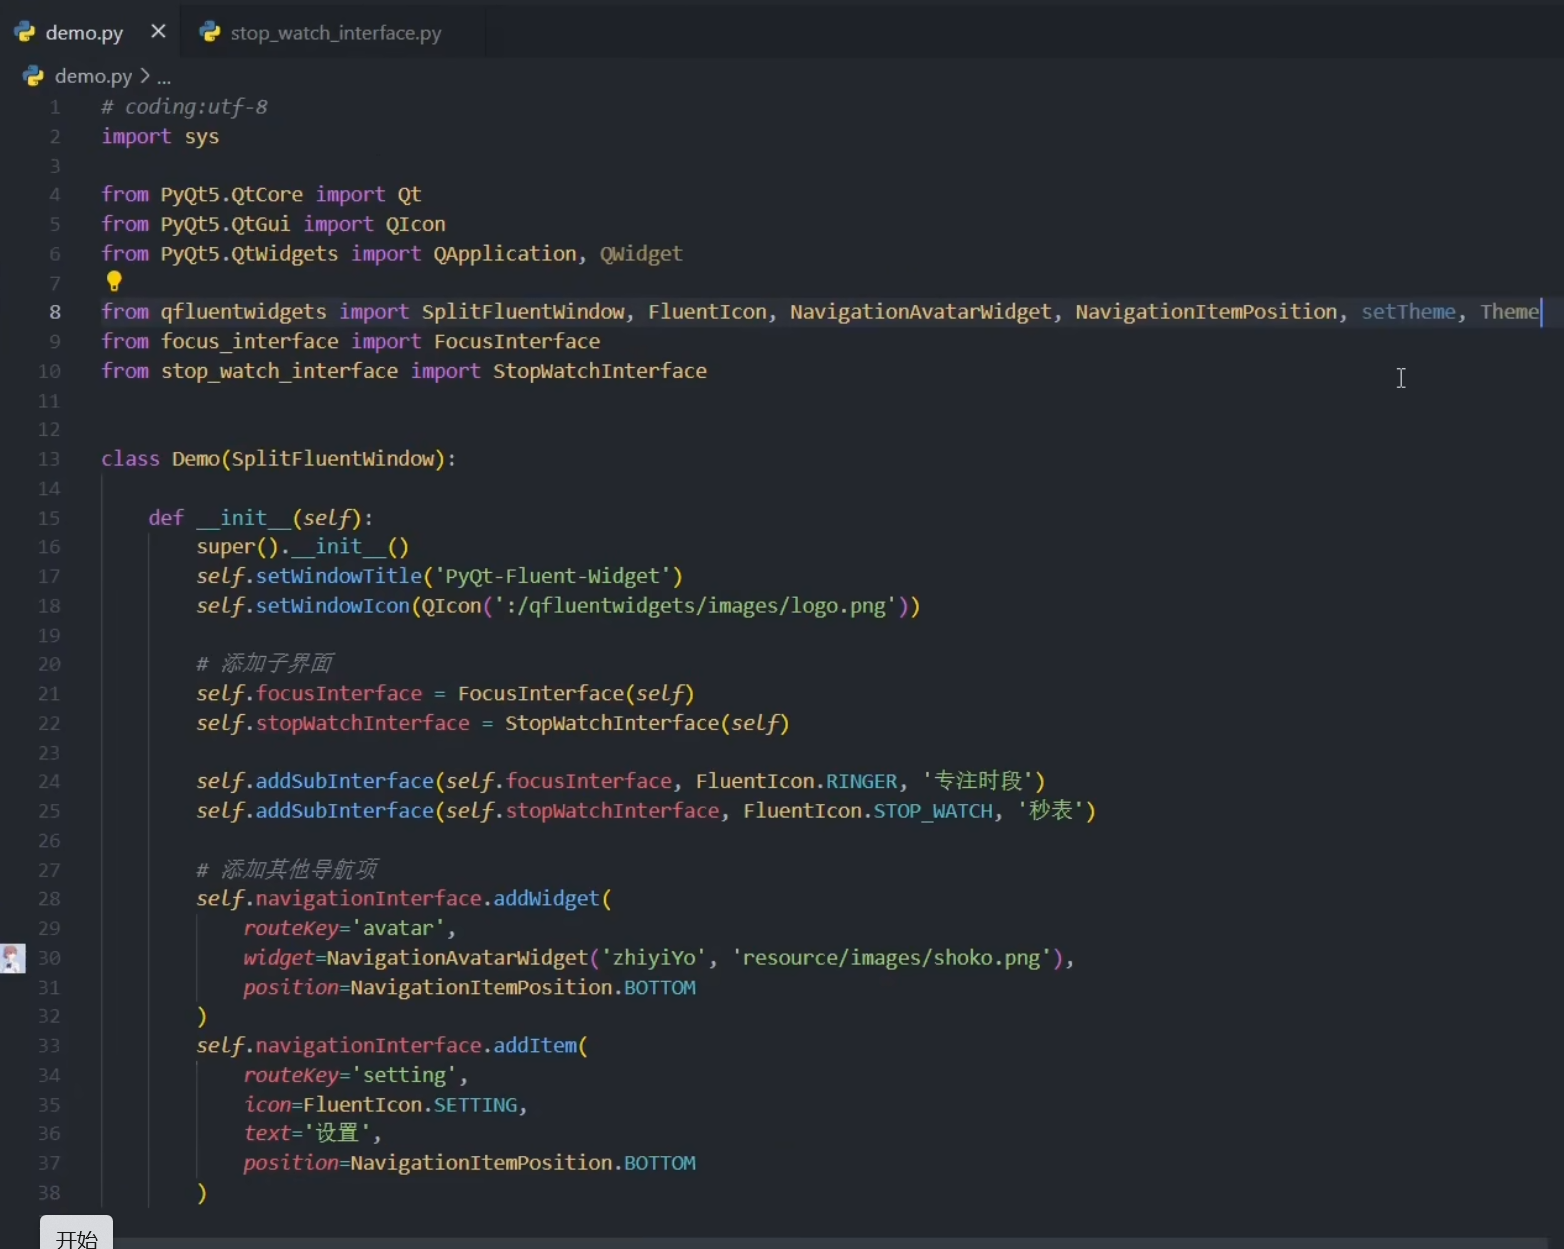 demo.py
stop_watch_interface.py
demo.py > ...
1 # coding:utf-8
2 import sys
3
4 from PyQt5.QtCore import Qt
5 from PyQt5.QtGui import QIcon
6 from PyQt5.QtWidgets import QApplication, QWidget
7
8 from qfluentwidgets import SplitFluentWindow, FluentIcon, NavigationAvatarWidget, NavigationItemPosition, setTheme, Theme
9 from focus_interface import FocusInterface
10 from stop_watch_interface import StopWatchInterface
11
12
13 class Demo(SplitFluentWindow):
14
15     def __init__(self):
16         super().__init__()
17         self.setWindowTitle('PyQt-Fluent-Widget')
18         self.setWindowIcon(QIcon(':/qfluentwidgets/images/logo.png'))
19
20         # 添加子界面
21         self.focusInterface = FocusInterface(self)
22         self.stopWatchInterface = StopWatchInterface(self)
23
24         self.addSubInterface(self.focusInterface, FluentIcon.RINGER, '专注时段')
25         self.addSubInterface(self.stopWatchInterface, FluentIcon.STOP_WATCH, '秒表')
26
27         # 添加其他导航项
28         self.navigationInterface.addWidget(
29             routeKey='avatar',
30             widget=NavigationAvatarWidget('zhiyiYo', 'resource/images/shoko.png'),
31             position=NavigationItemPosition.BOTTOM
32         )
33         self.navigationInterface.addItem(
34             routeKey='setting',
35             icon=FluentIcon.SETTING,
36             text='设置',
37             position=NavigationItemPosition.BOTTOM
38         )
开始